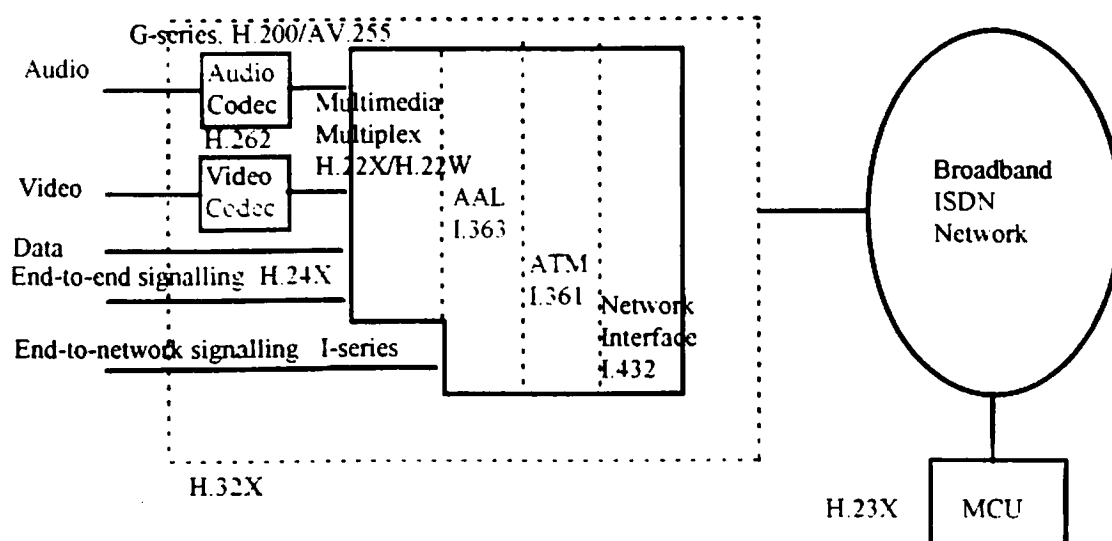 G-series. H.200/AV.255
Audio
Audio
Codec
H.262
Multimedia
Multiplex
H.22X/H.22W
Video
Video
Codec
AAL
I.363
Data
End-to-end signalling H.24X
ATM
I.361
Network
Interface
I.432
End-to-network signalling I-series
H.32X
Broadband
ISDN
Network
H.23X
MCU